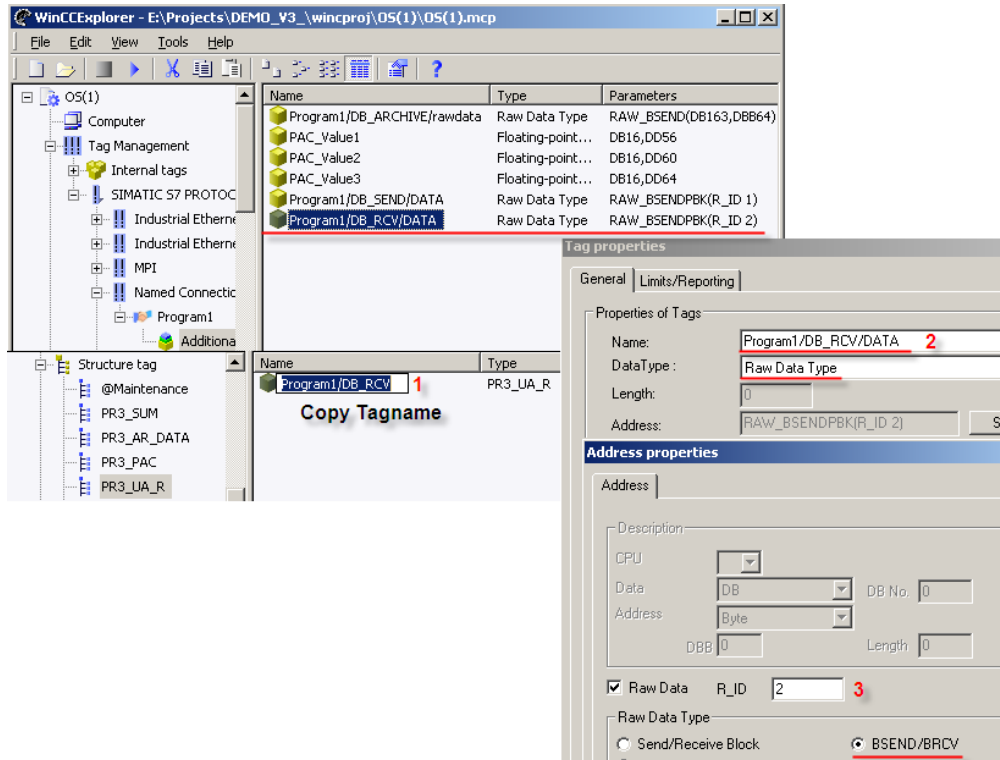 WinCCExplorer - E:\Projects\DEMO_V3_\wincproj\OS(1)\OS(1).mcp
File Edit View Tools Help
OS(1)
Computer
Tag Management
Internal tags
SIMATIC S7 PROTOC
Industrial Etherne
Industrial Etherne
MPI
Named Connectic
Program1
Additiona
Name Type Parameters
Program1/DB_ARCHIVE/rawdata Raw Data Type RAW_BSEND(DB163,DBB64)
PAC_Value1 Floating-point... DB16,DD56
PAC_Value2 Floating-point... DB16,DD60
PAC_Value3 Floating-point... DB16,DD64
Program1/DB_SEND/DATA Raw Data Type RAW_BSENDPBK(R_ID 1)
Program1/DB_RCV/DATA Raw Data Type RAW_BSENDPBK(R_ID 2)
Structure tag
@Maintenance
PR3_SUM
PR3_AR_DATA
PR3_PAC
PR3_UA_R
Name Type
Program1/DB_RCV 1 PR3_UA_R
Copy Tagname
Tag properties
General Limits/Reporting
Properties of Tags
Name: Program1/DB_RCV/DATA 2
DataType : Raw Data Type
Length: 0
Address: RAW_BSENDPBK(R_ID 2) S
Address properties
Address
Description
CPU
Data DB DB No. 0
Address Byte
DBB 0 Length 0
Raw Data R_ID 2 3
Raw Data Type
Send/Receive Block BSEND/BRCV